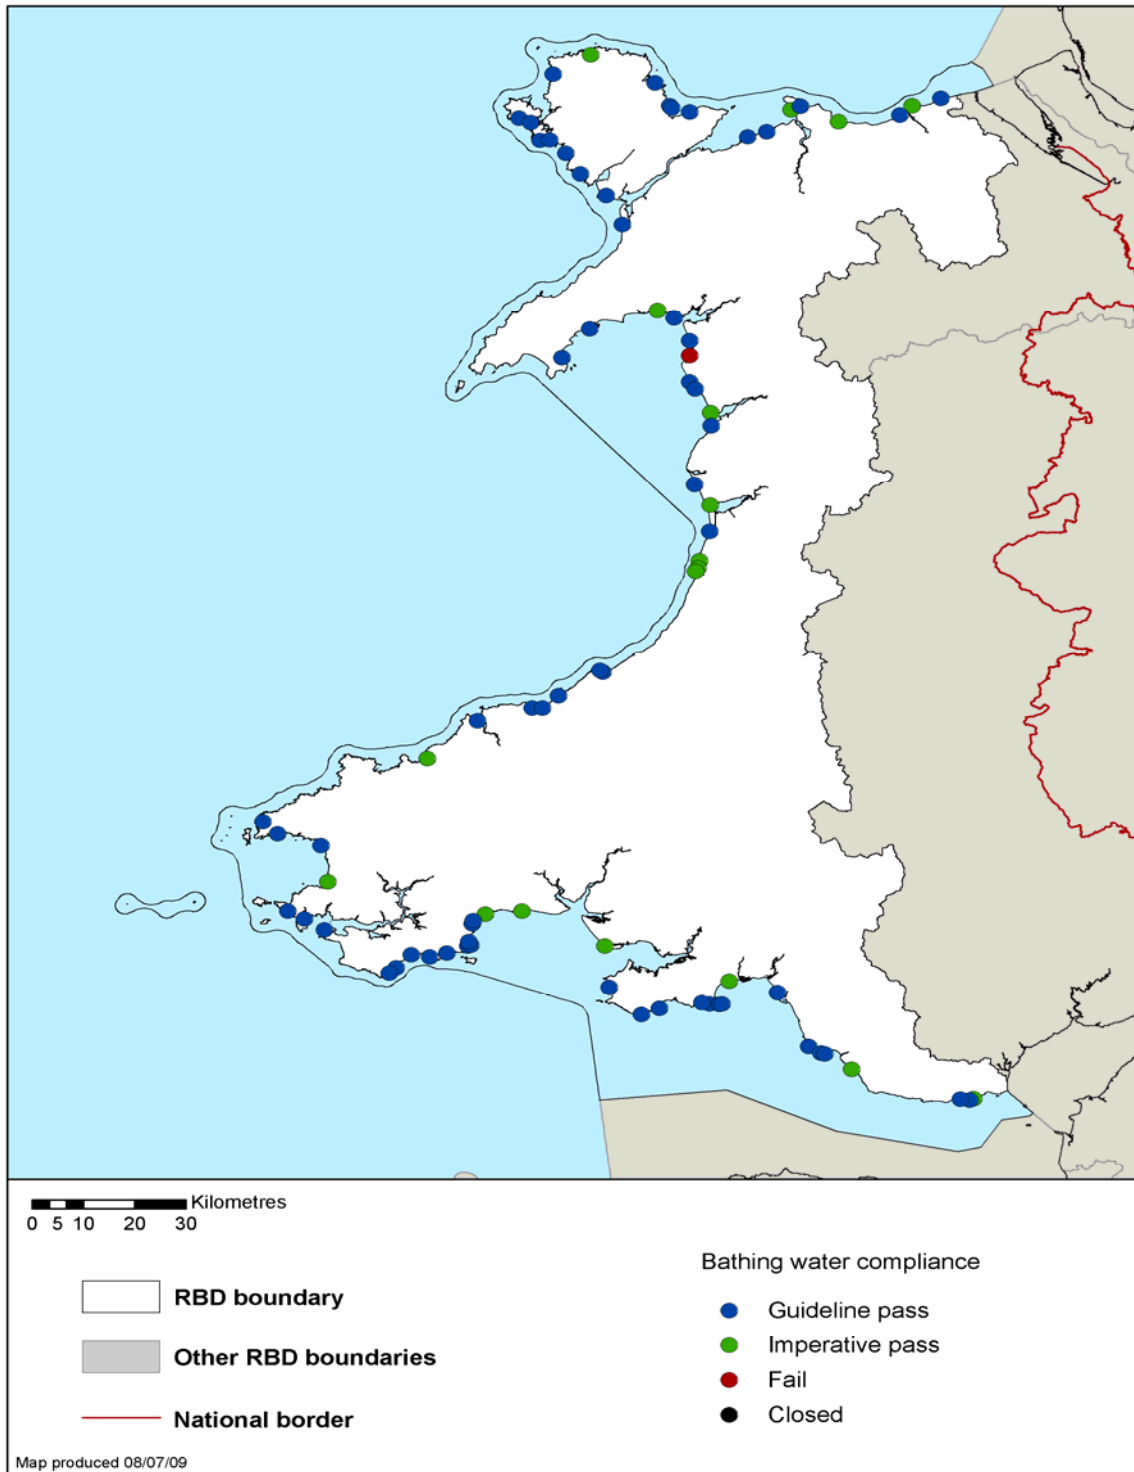 Kilometres
0 5 10 20 30
RBD boundary
Other RBD boundaries
National border
Bathing water compliance
Guideline pass
Imperative pass
Fail
Closed
Map produced 08/07/09